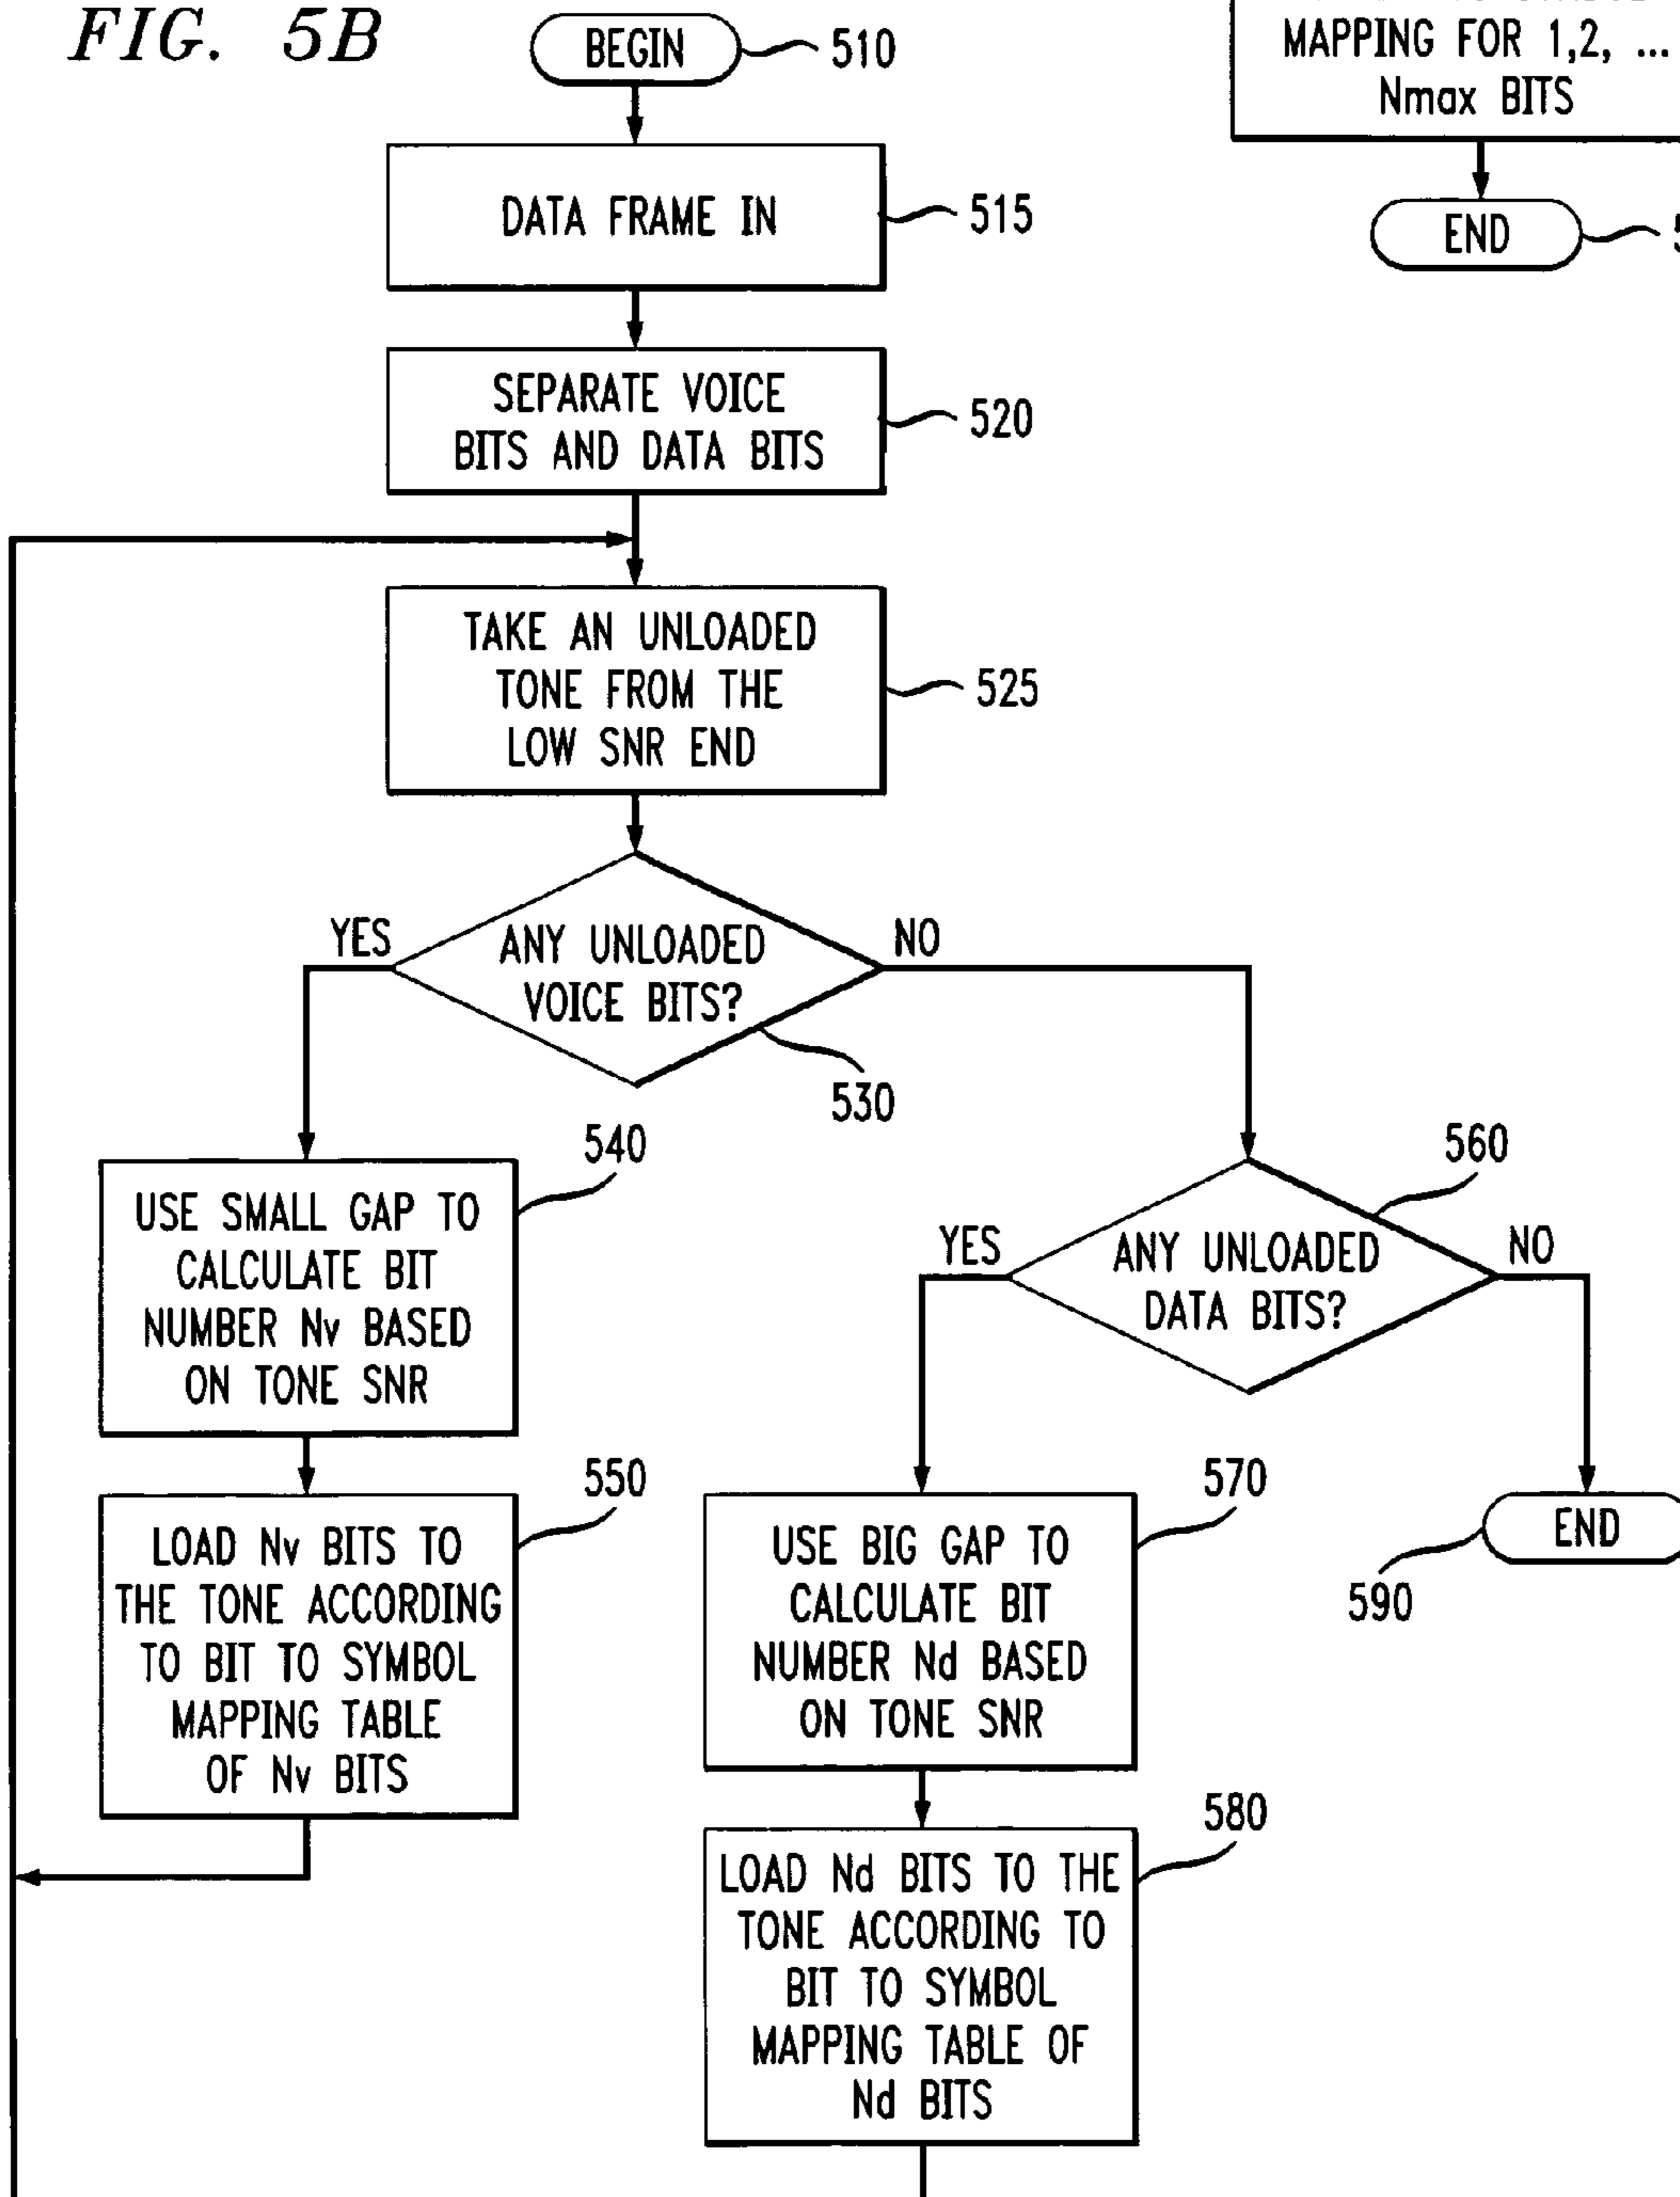 FIG. 5B
BEGIN
510
DATA FRAME IN
515
SEPARATE VOICE
BITS AND DATA BITS
520
TAKE AN UNLOADED
TONE FROM THE
LOW SNR END
525
ANY UNLOADED
VOICE BITS?
YES
NO
530
USE SMALL GAP TO
CALCULATE BIT
NUMBER Nv BASED
ON TONE SNR
540
LOAD Nv BITS TO
THE TONE ACCORDING
TO BIT TO SYMBOL
MAPPING TABLE
OF Nv BITS
550
ANY UNLOADED
DATA BITS?
560
YES
NO
USE BIG GAP TO
CALCULATE BIT
NUMBER Nd BASED
ON TONE SNR
570
LOAD Nd BITS TO THE
TONE ACCORDING TO
BIT TO SYMBOL
MAPPING TABLE OF
Nd BITS
580
END
590
MAPPING FOR 1,2, ...
Nmax BITS
END